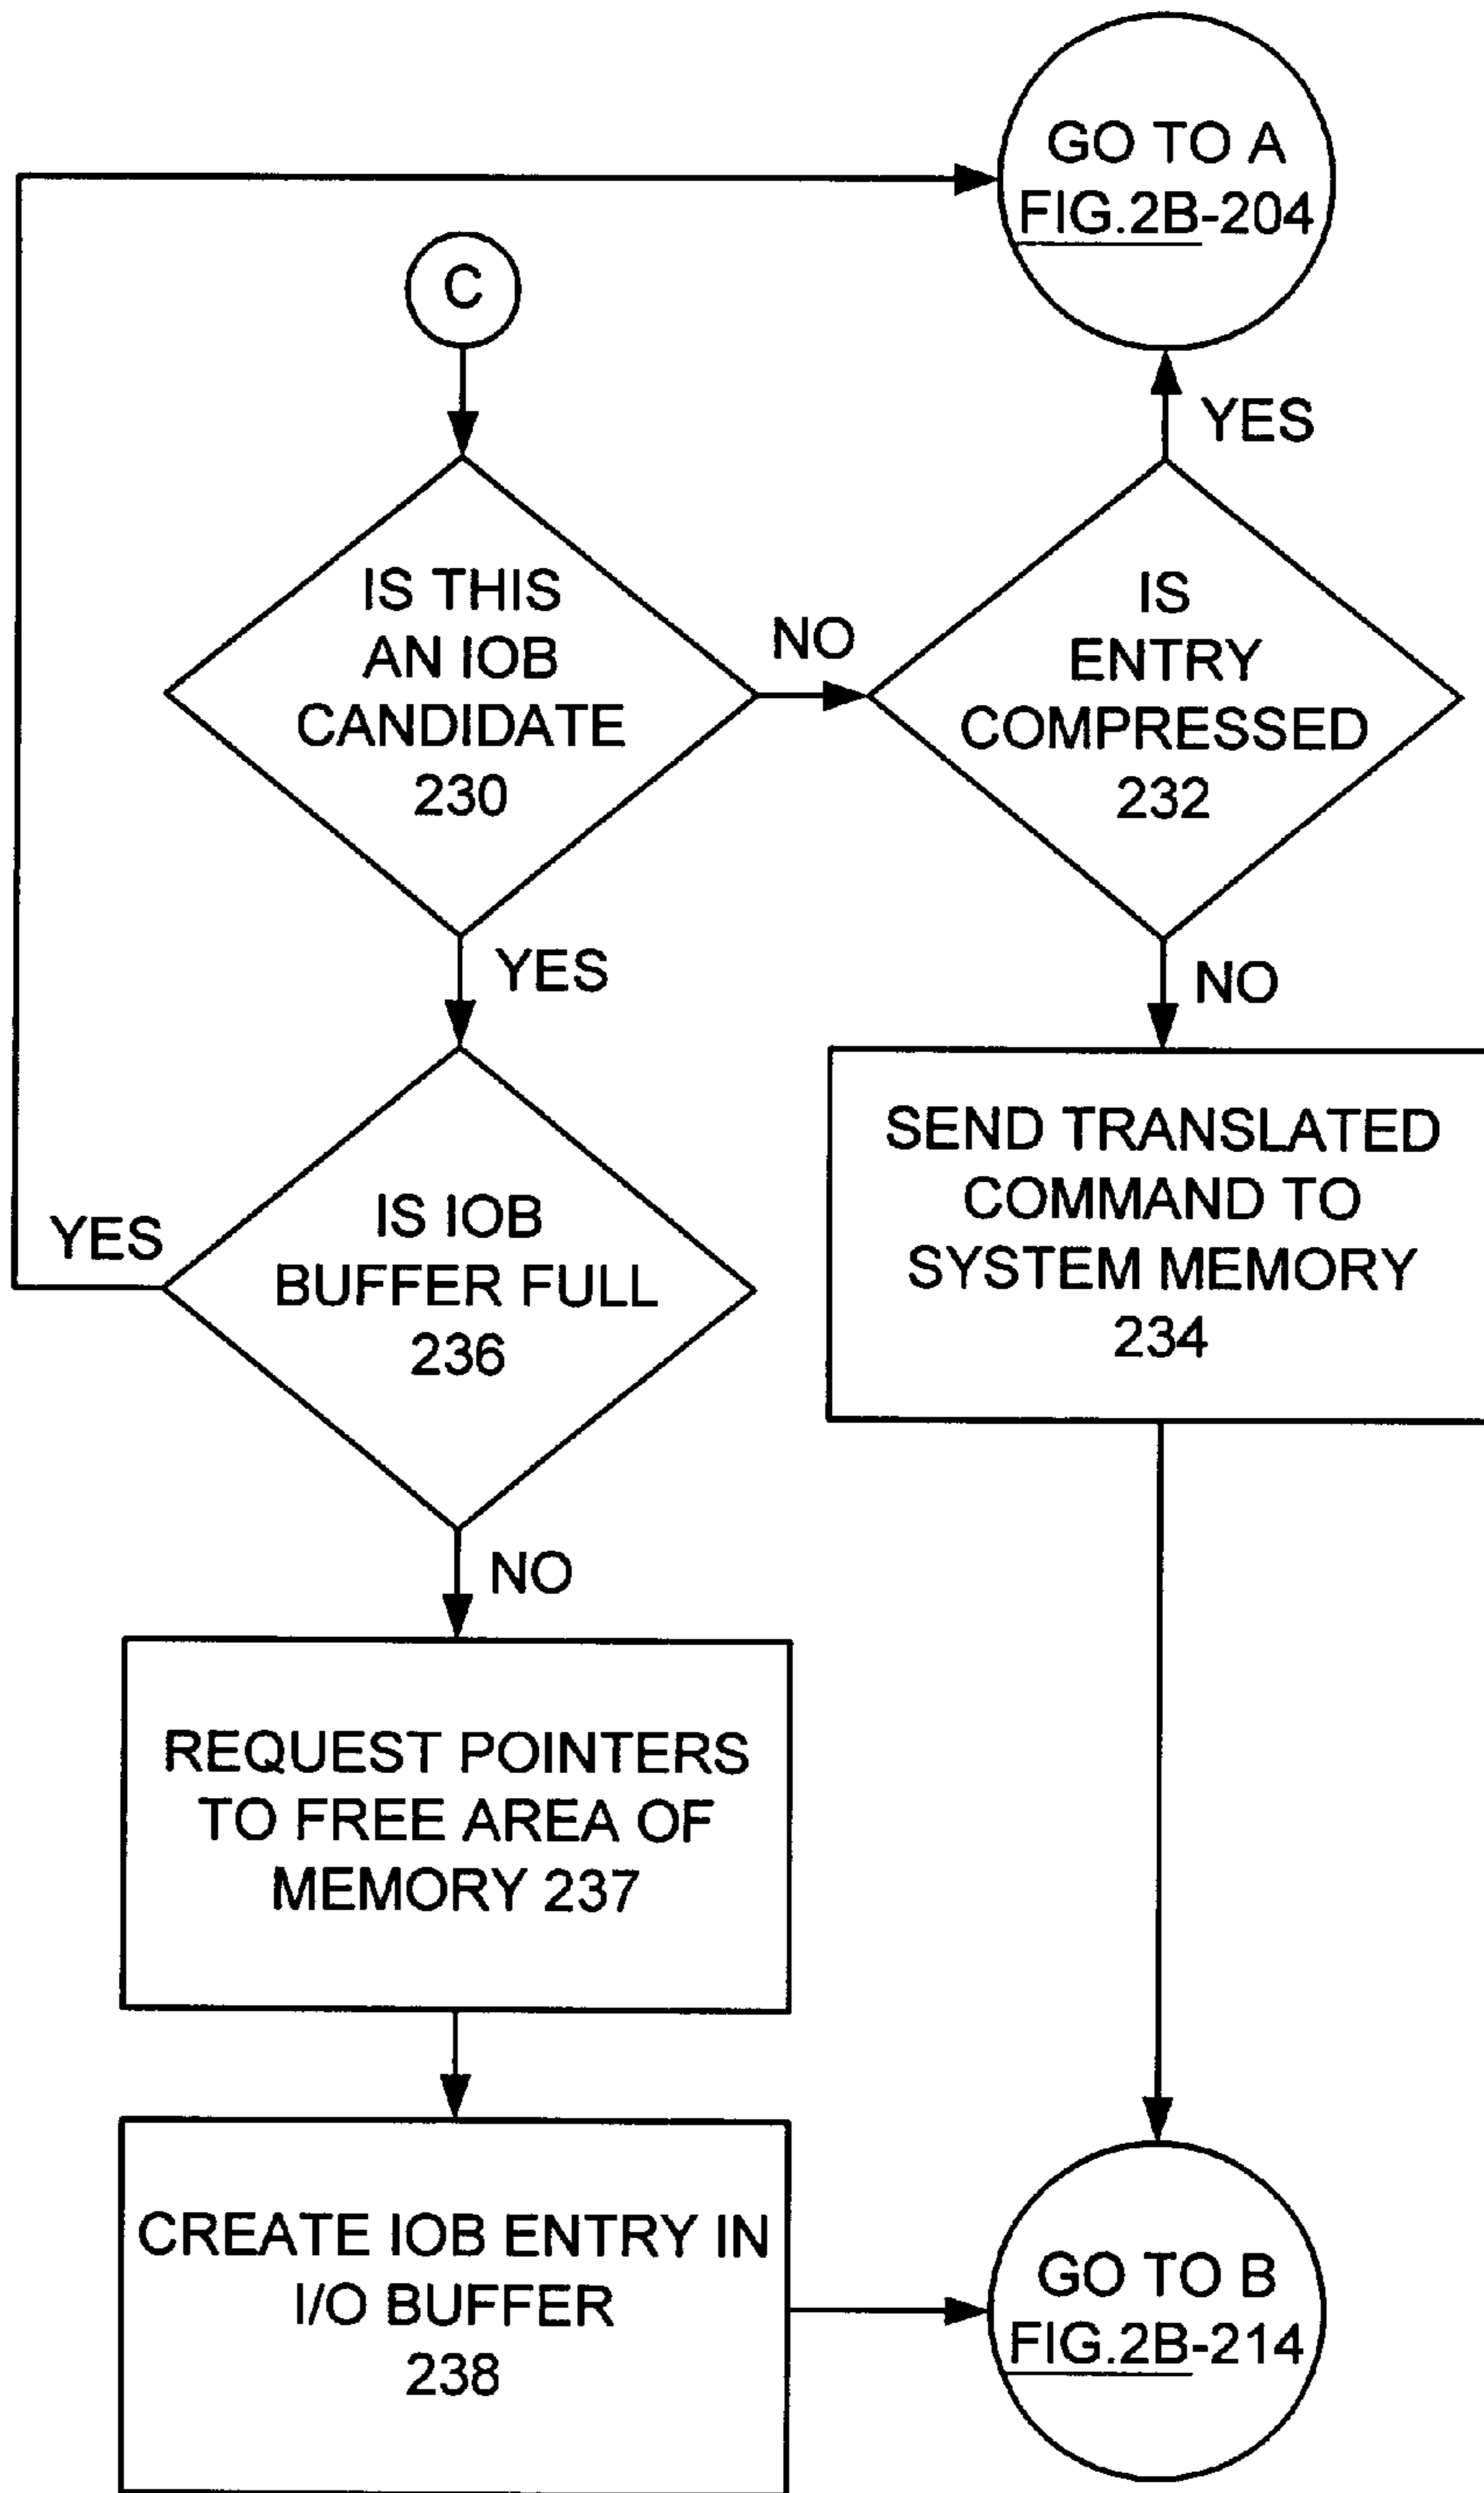 GO TO A
FIG.2B-204
C
YES
IS THIS
AN IOB
CANDIDATE
230
NO
IS
ENTRY
COMPRESSED
232
YES
NO
SEND TRANSLATED
COMMAND TO
SYSTEM MEMORY
234
YES
IS IOB
BUFFER FULL
236
NO
REQUEST POINTERS
TO FREE AREA OF
MEMORY 237
CREATE IOB ENTRY IN
I/O BUFFER
238
GO TO B
FIG.2B-214